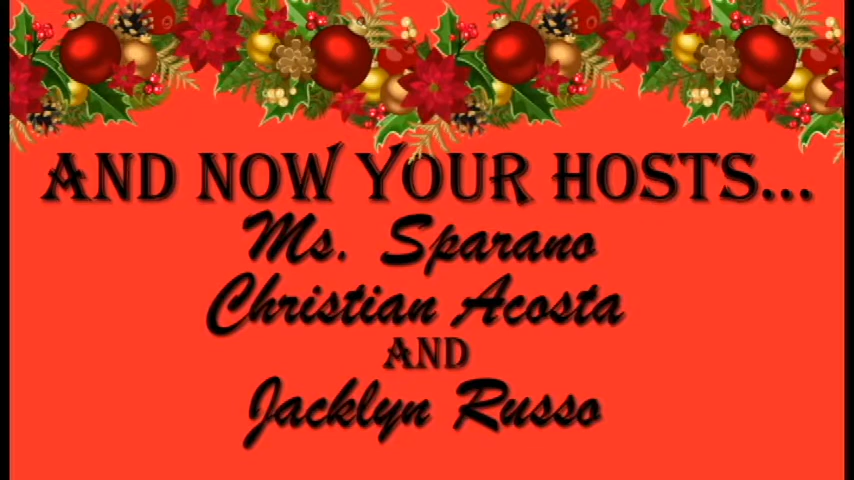 AND NOW YOUR HOSTS...
Ms. Sparano
Christian Acosta
AND
Jacklyn Russo